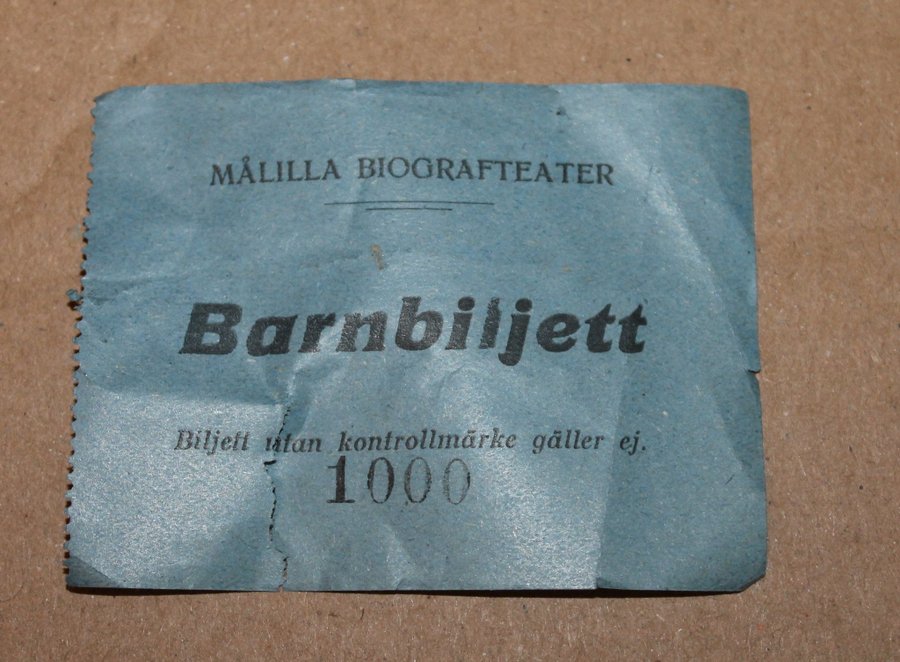 MÅLILLA BIOGRAFTEATER
Barnbiljett
Biljett utan kontrollmärke gäller ej.
1000